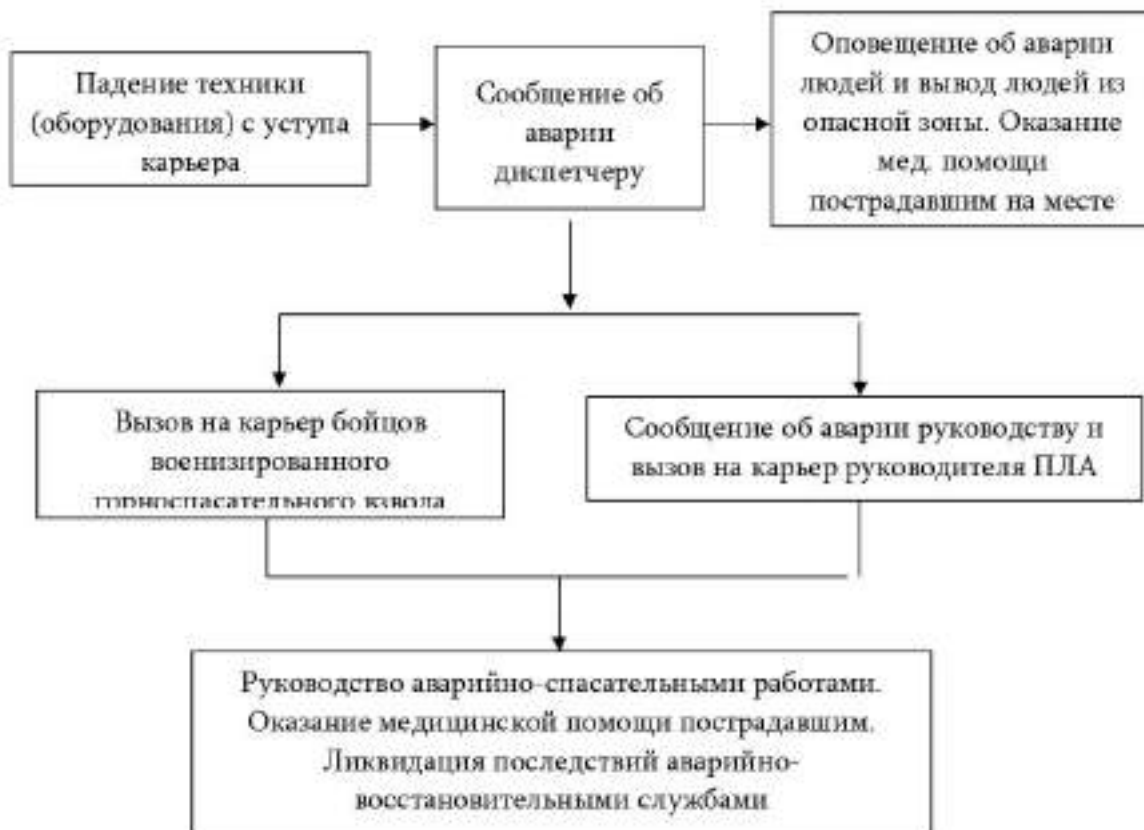 Падение техники
(оборудования) с уступа
карьера
Сообщение об
аварии
диспетчеру
Оповещение об аварии
людей и вывод людей из
опасной зоны. Оказание
мед. помощи
пострадавшим на месте
Вызов на карьер бойцов
военизированного
горноспасательного взвода
Сообщение об аварии руководству и
вызов на карьер руководителя ПЛА
Руководство аварийно-спасательными работами.
Оказание медицинской помощи пострадавшим.
Ликвидация последствий аварийно-
восстановительными службами